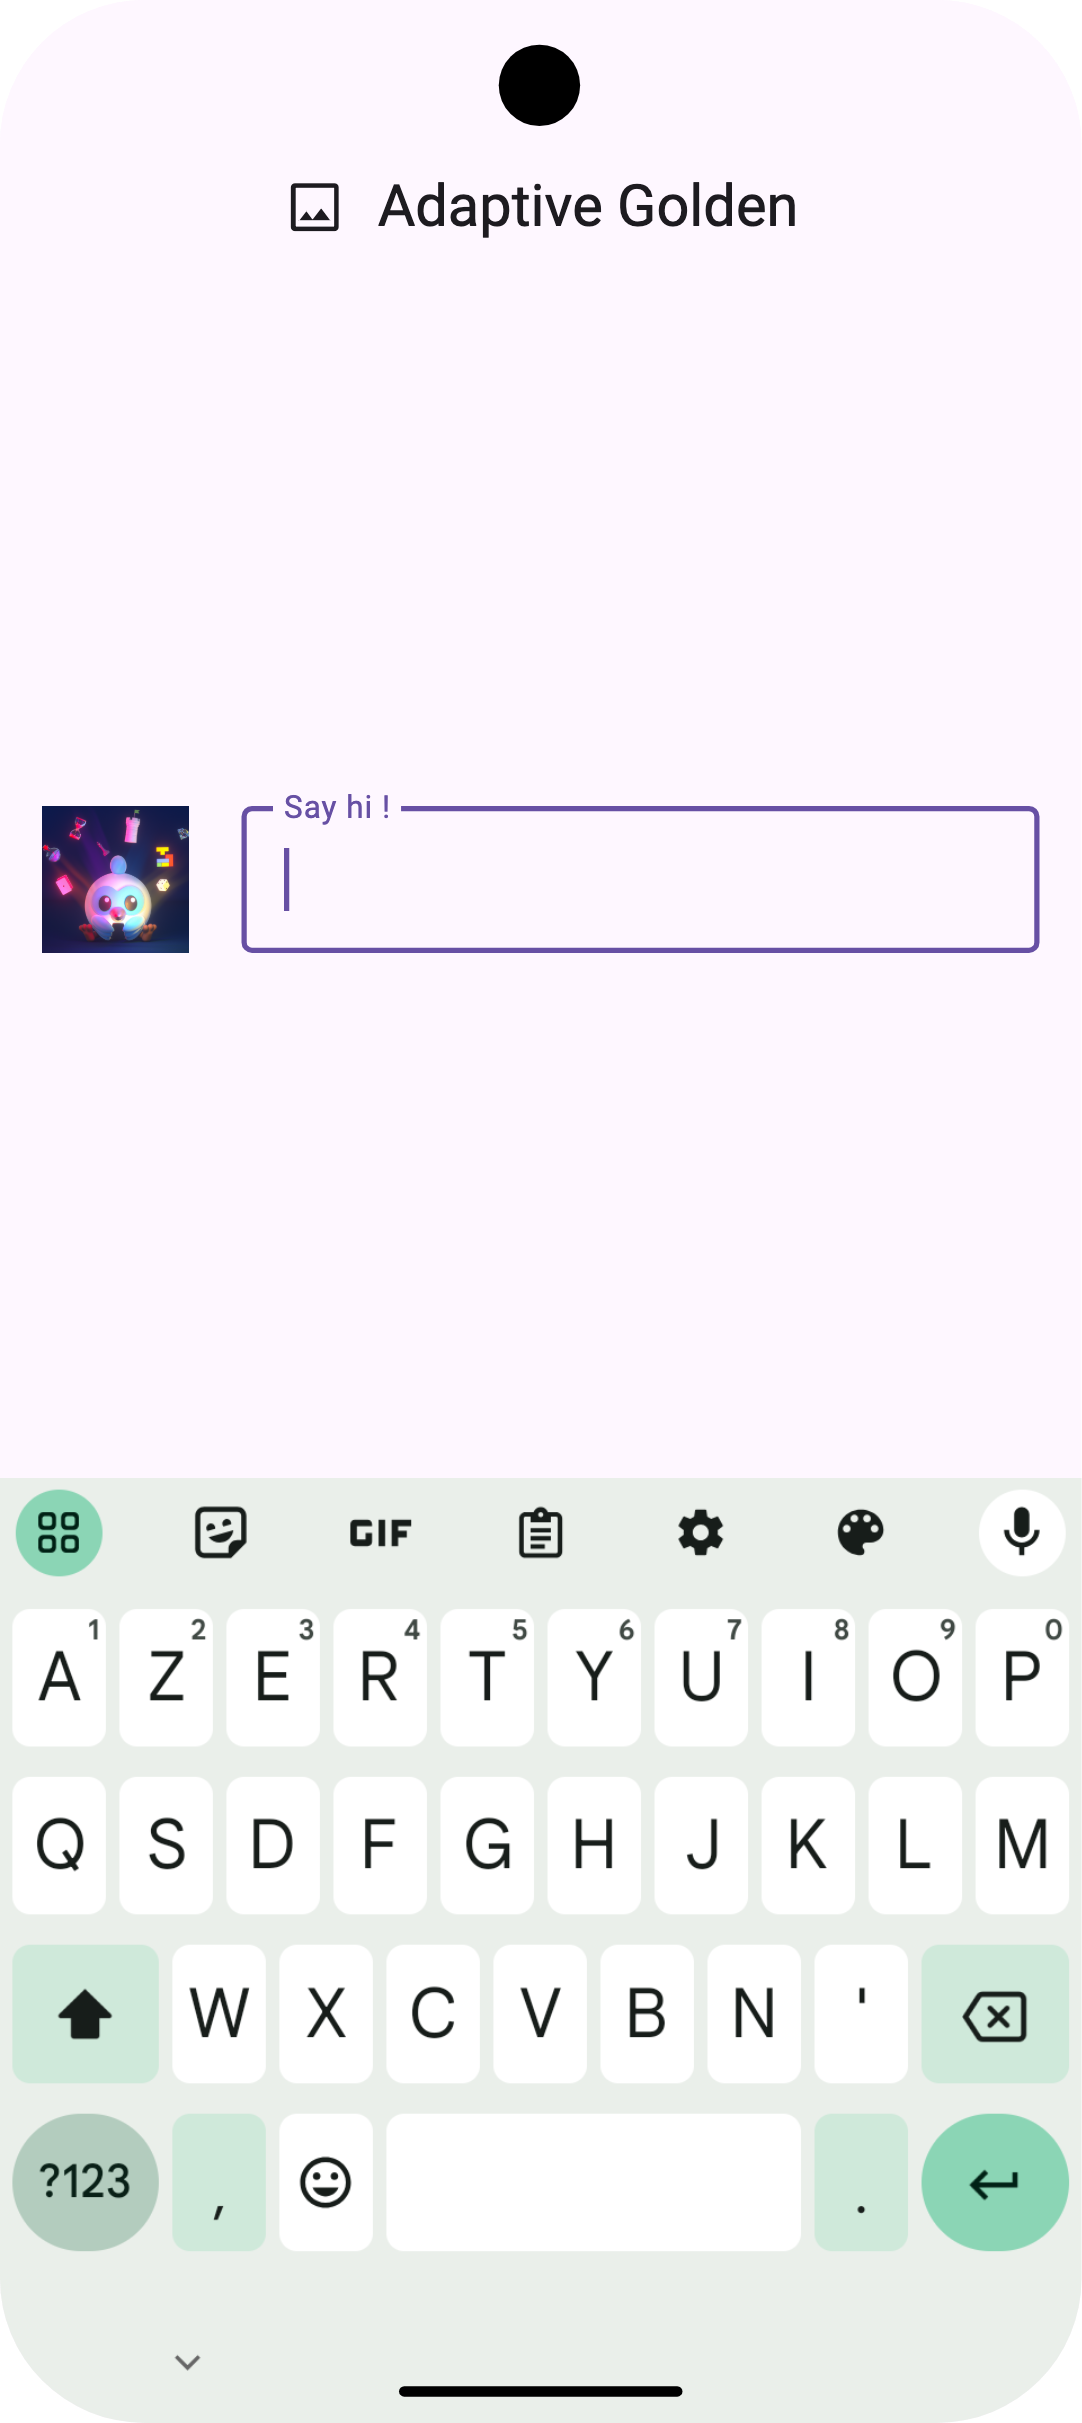 Adaptive Golden
Say hi !
GIF
1 2 3 4 5 6 7 8 9 0
A Z E R T Y U I O P
Q S D F G H J K L M
W X C V B N '
?123 , .